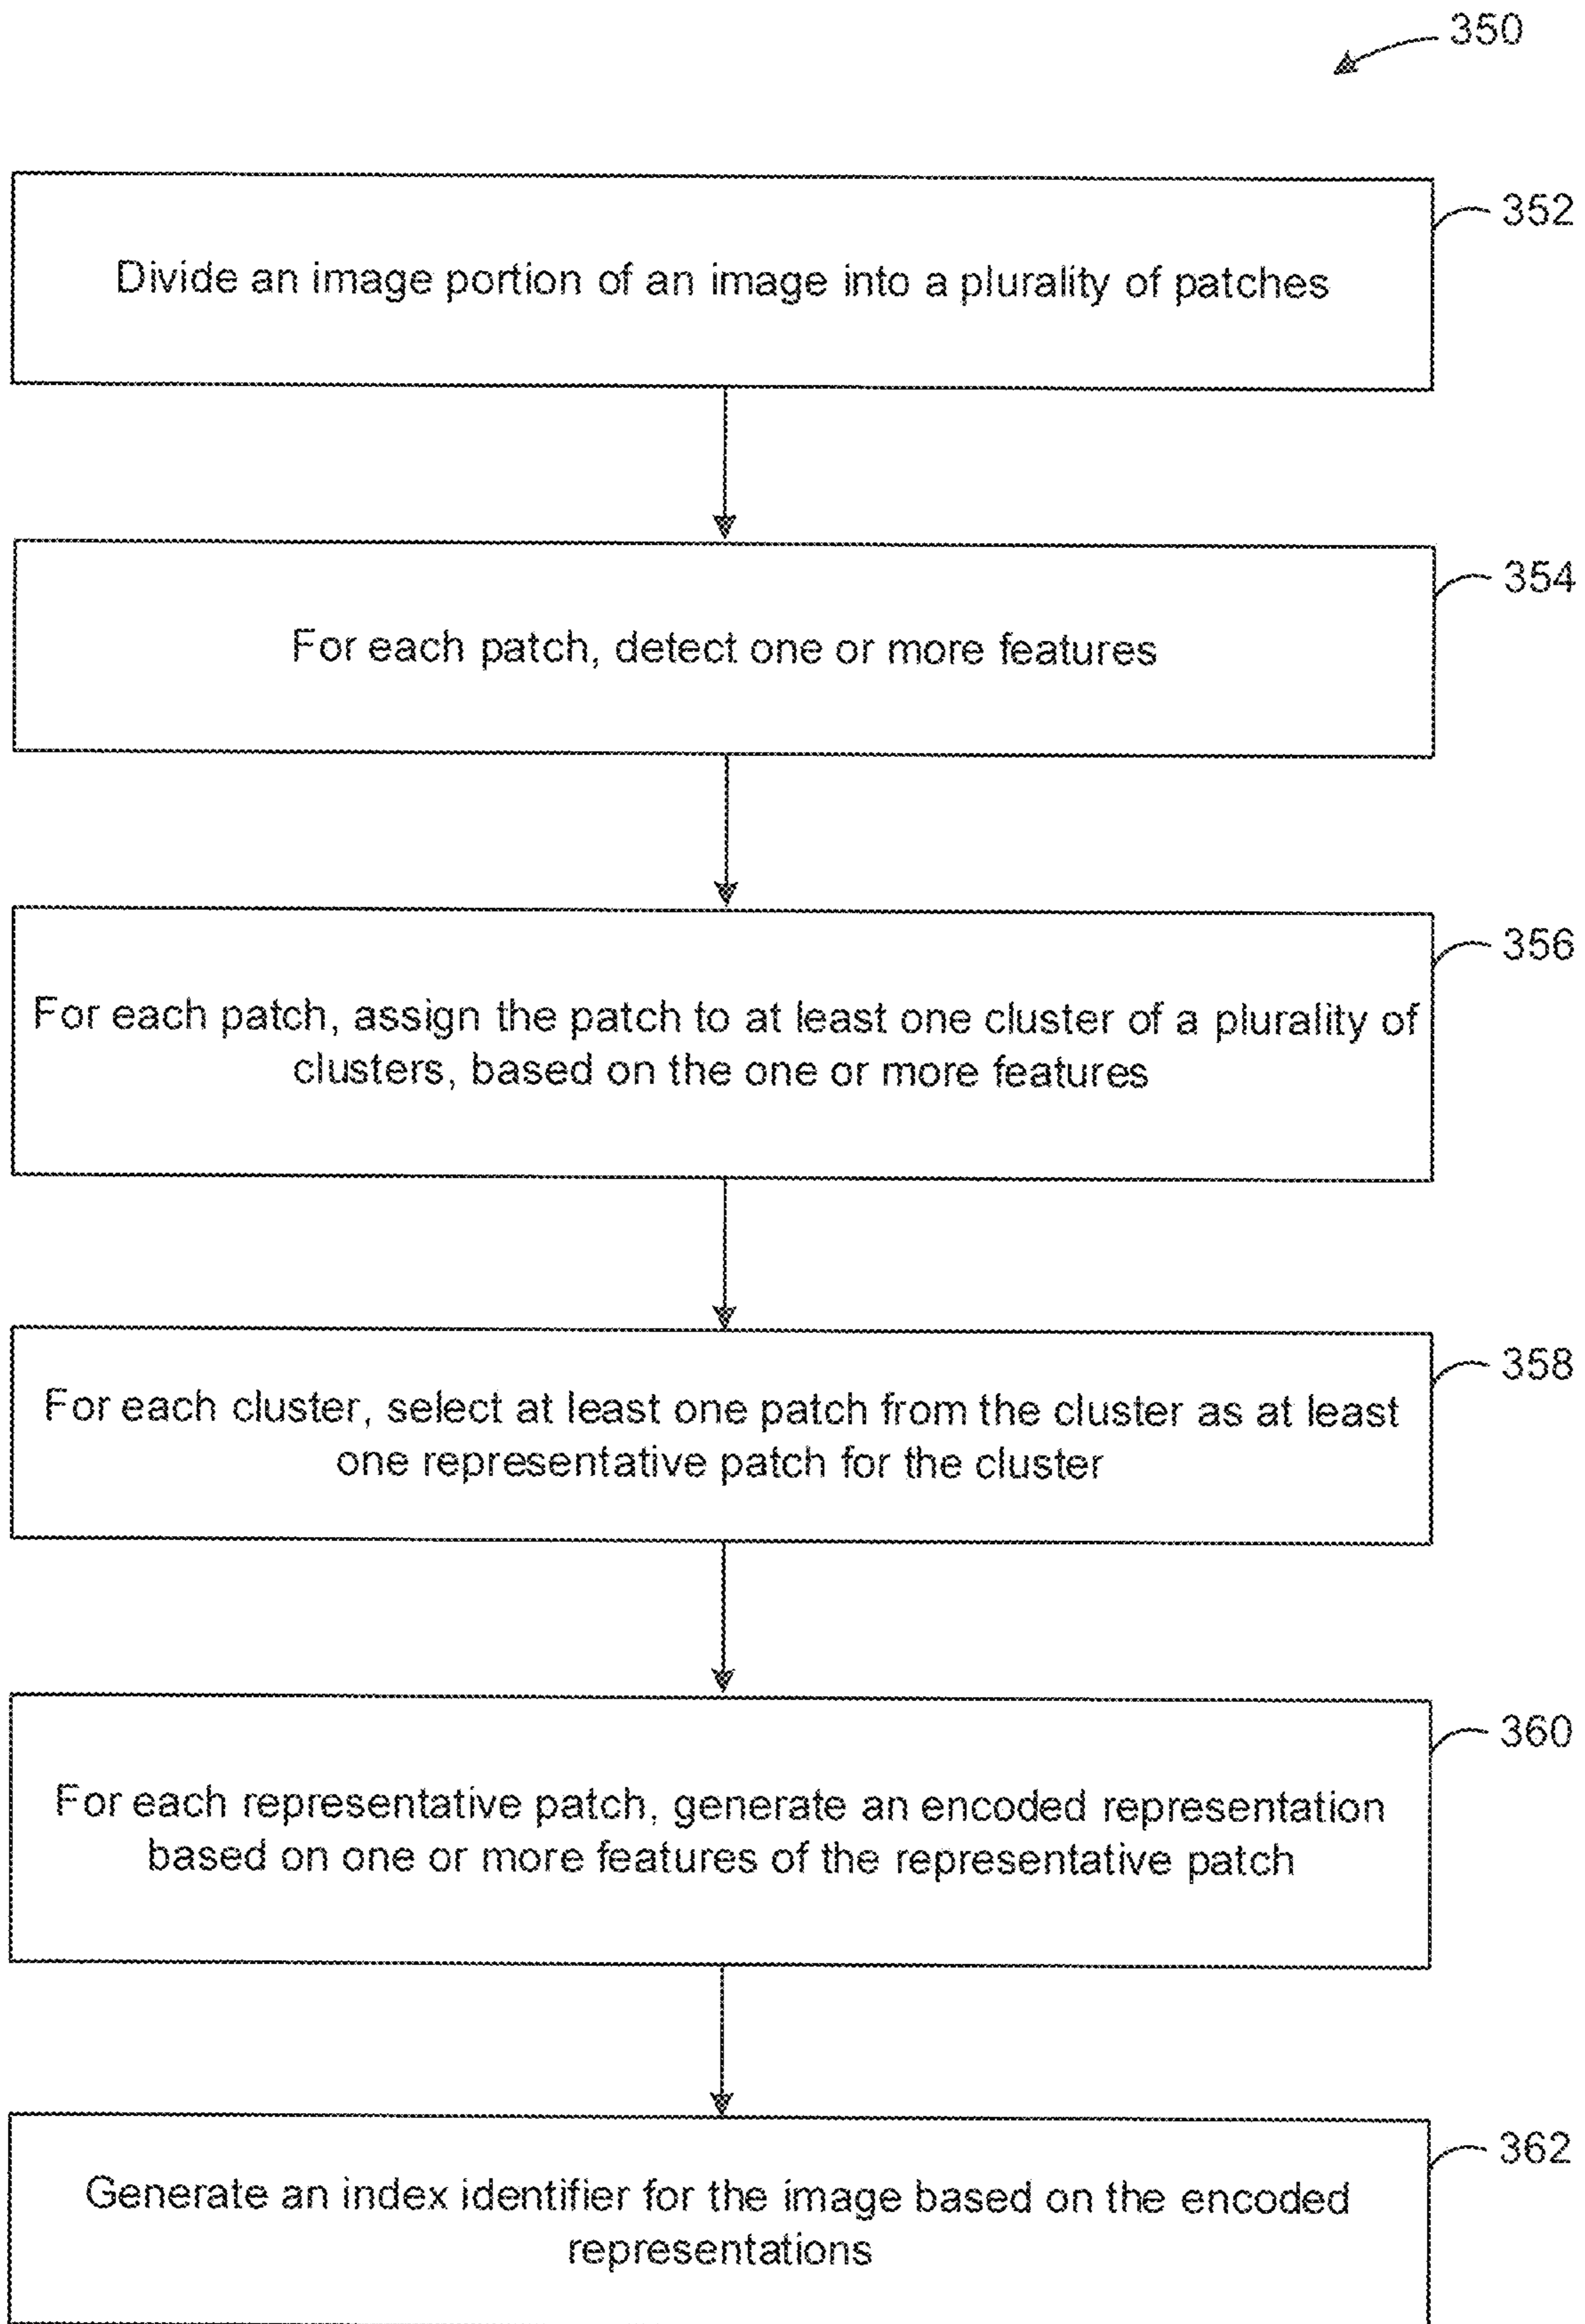 350
352
Divide an image portion of an image into a plurality of patches
354
For each patch, detect one or more features
356
For each patch, assign the patch to at least one cluster of a plurality of
clusters, based on the one or more features
358
For each cluster, select at least one patch from the cluster as at least
one representative patch for the cluster
360
For each representative patch, generate an encoded representation
based on one or more features of the representative patch
362
Generate an index identifier for the image based on the encoded
representations